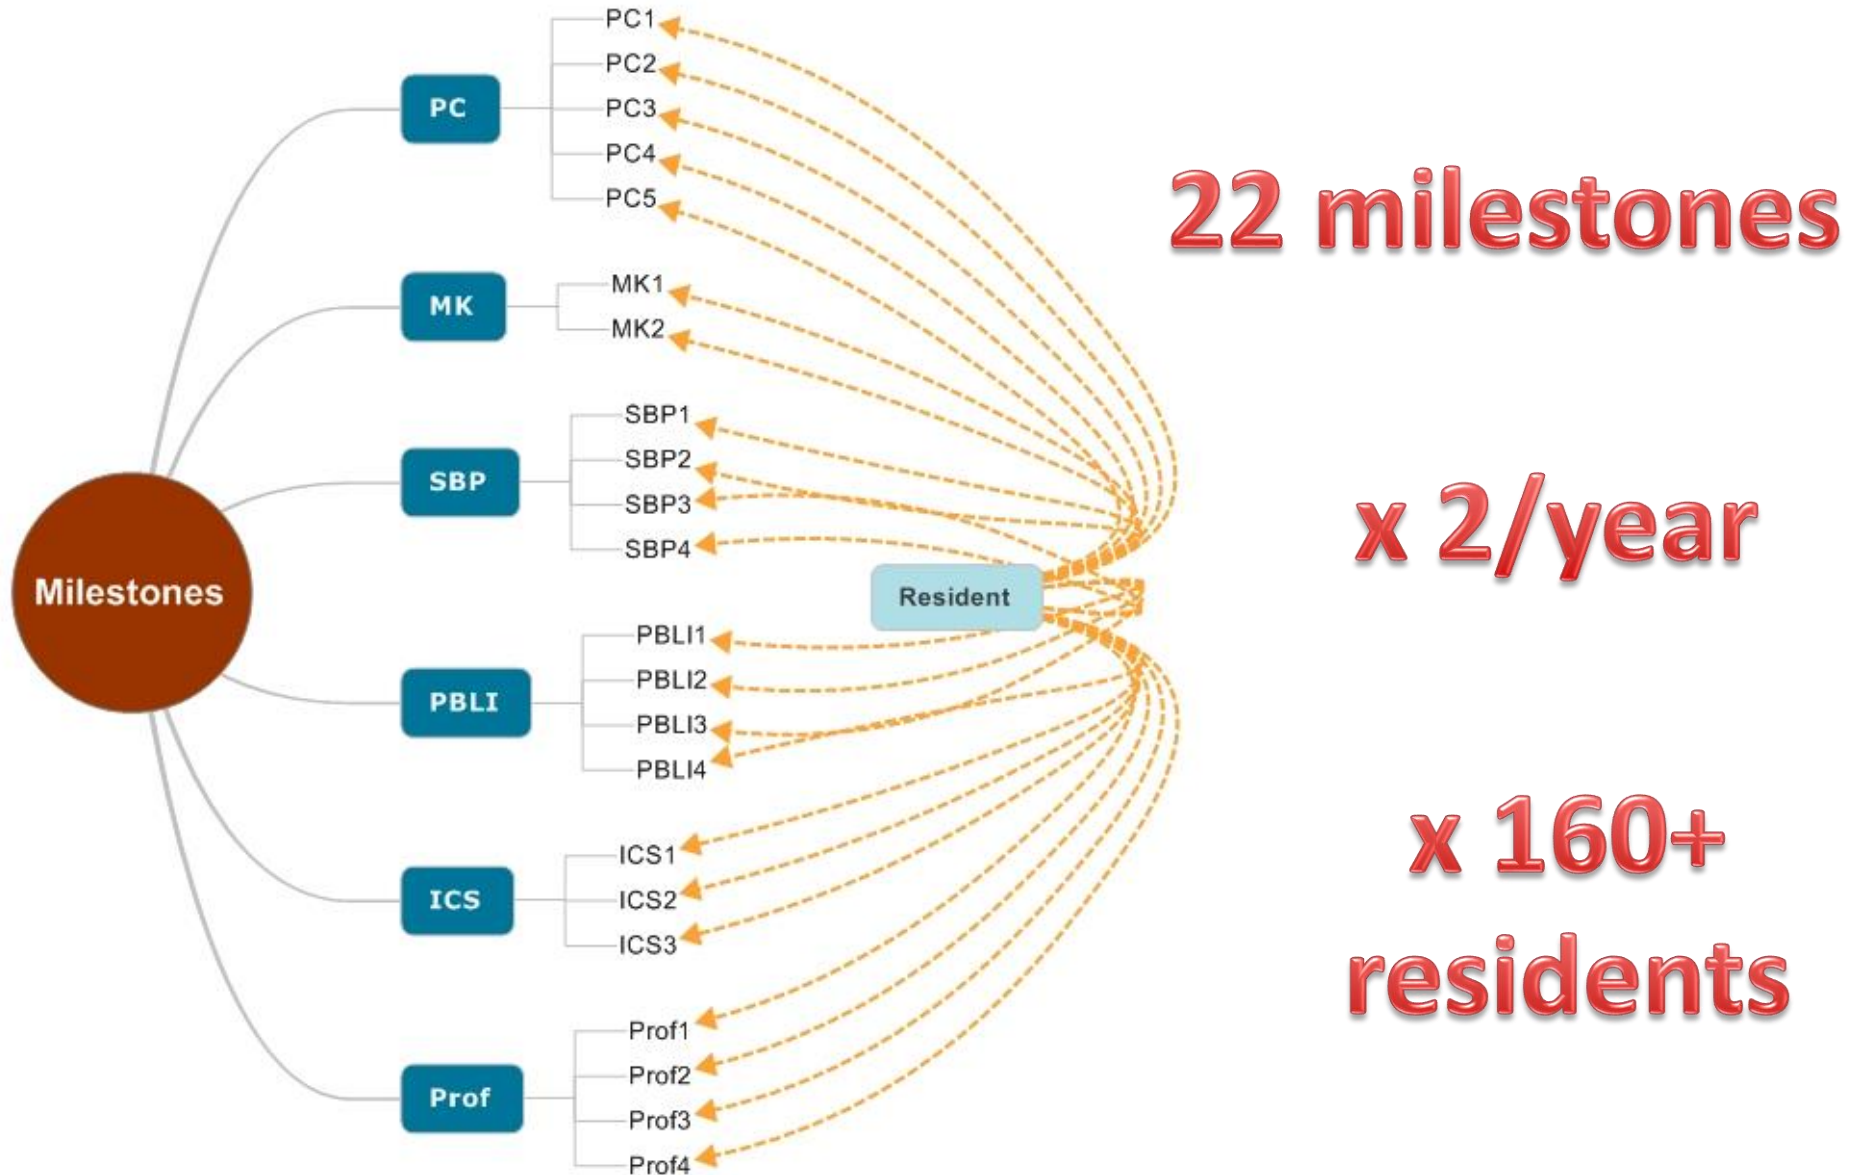 Milestones
PC
PC1
PC2
PC3
PC4
PC5
MK
MK1
MK2
SBP
SBP1
SBP2
SBP3
SBP4
PBLI
PBLI1
PBLI2
PBLI3
PBLI4
ICS
ICS1
ICS2
ICS3
Prof
Prof1
Prof2
Prof3
Prof4
Resident
22 milestones
x 2/year
x 160+
residents